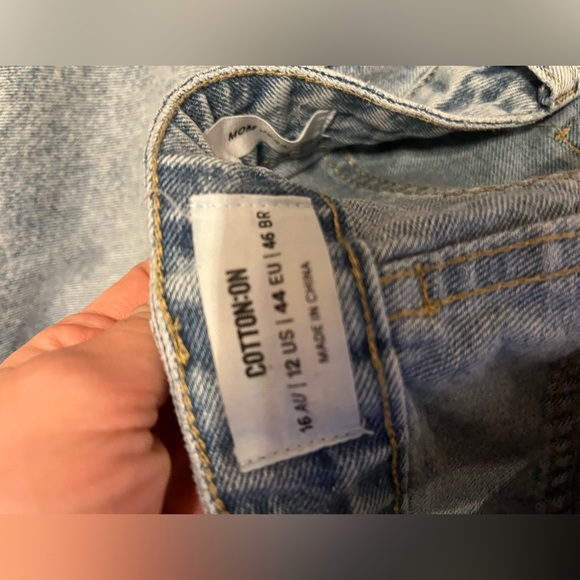 MOM
COTTON:ON
16 AU | 12 US | 44 EU | 46 BR
MADE IN CHINA